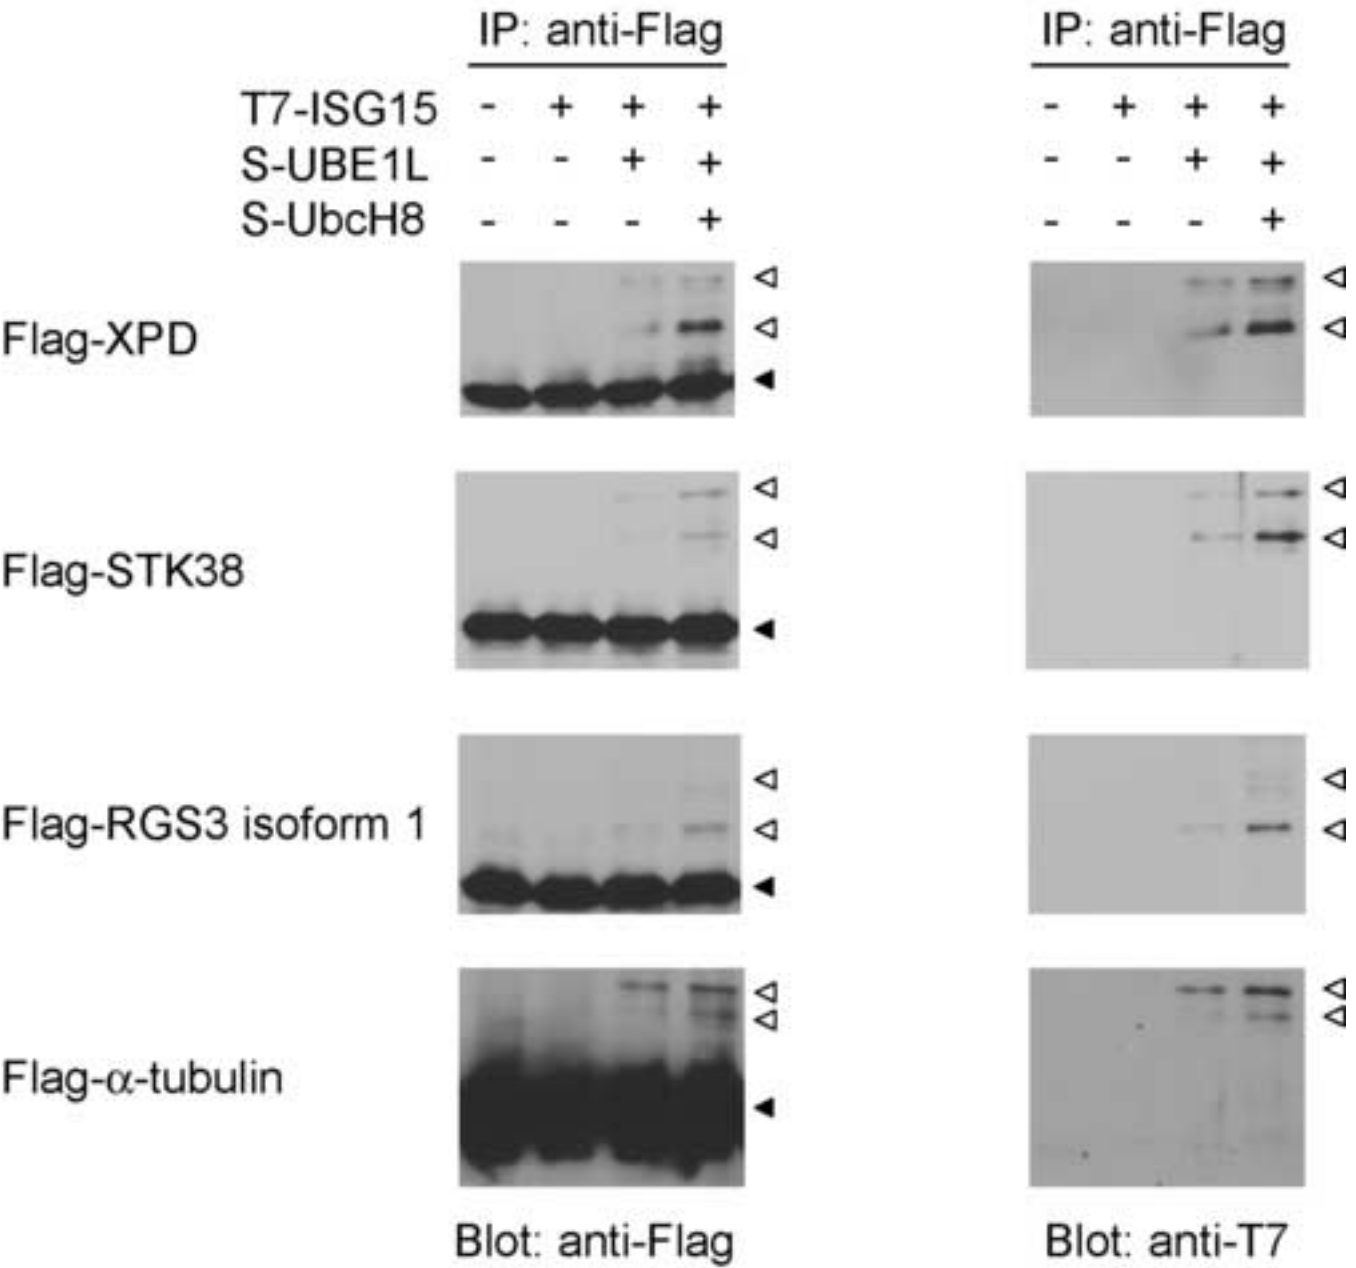 IP: anti-Flag IP: anti-Flag
T7-ISG15 - + + + - + + +
S-UBE1L - - + + - - + +
S-UbcH8 - - - + - - - +
Flag-XPD
Flag-STK38
Flag-RGS3 isoform 1
Flag-α-tubulin
Blot: anti-Flag Blot: anti-T7